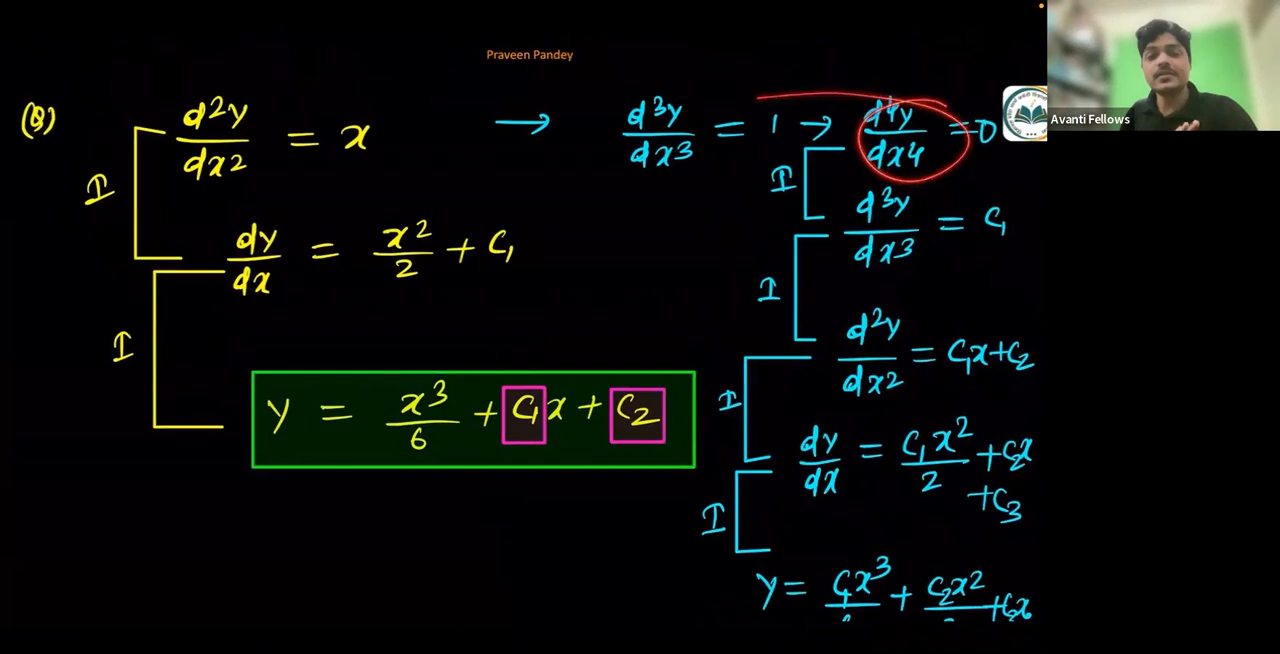 Praveen Pandey
Avanti Fellows
(Q) d2y/dx2 = x → d3y/dx3 = 1 → d4y/dx4 = 0
I
dy/dx = x2/2 + C1
I
y = x3/6 + C1x + C2
I
d3y/dx3 = C1
I
d2y/dx2 = C1x+C2
I
dy/dx = C1x2/2 + C2x
+C3
I
y = C1x3/ + C2x2/ +